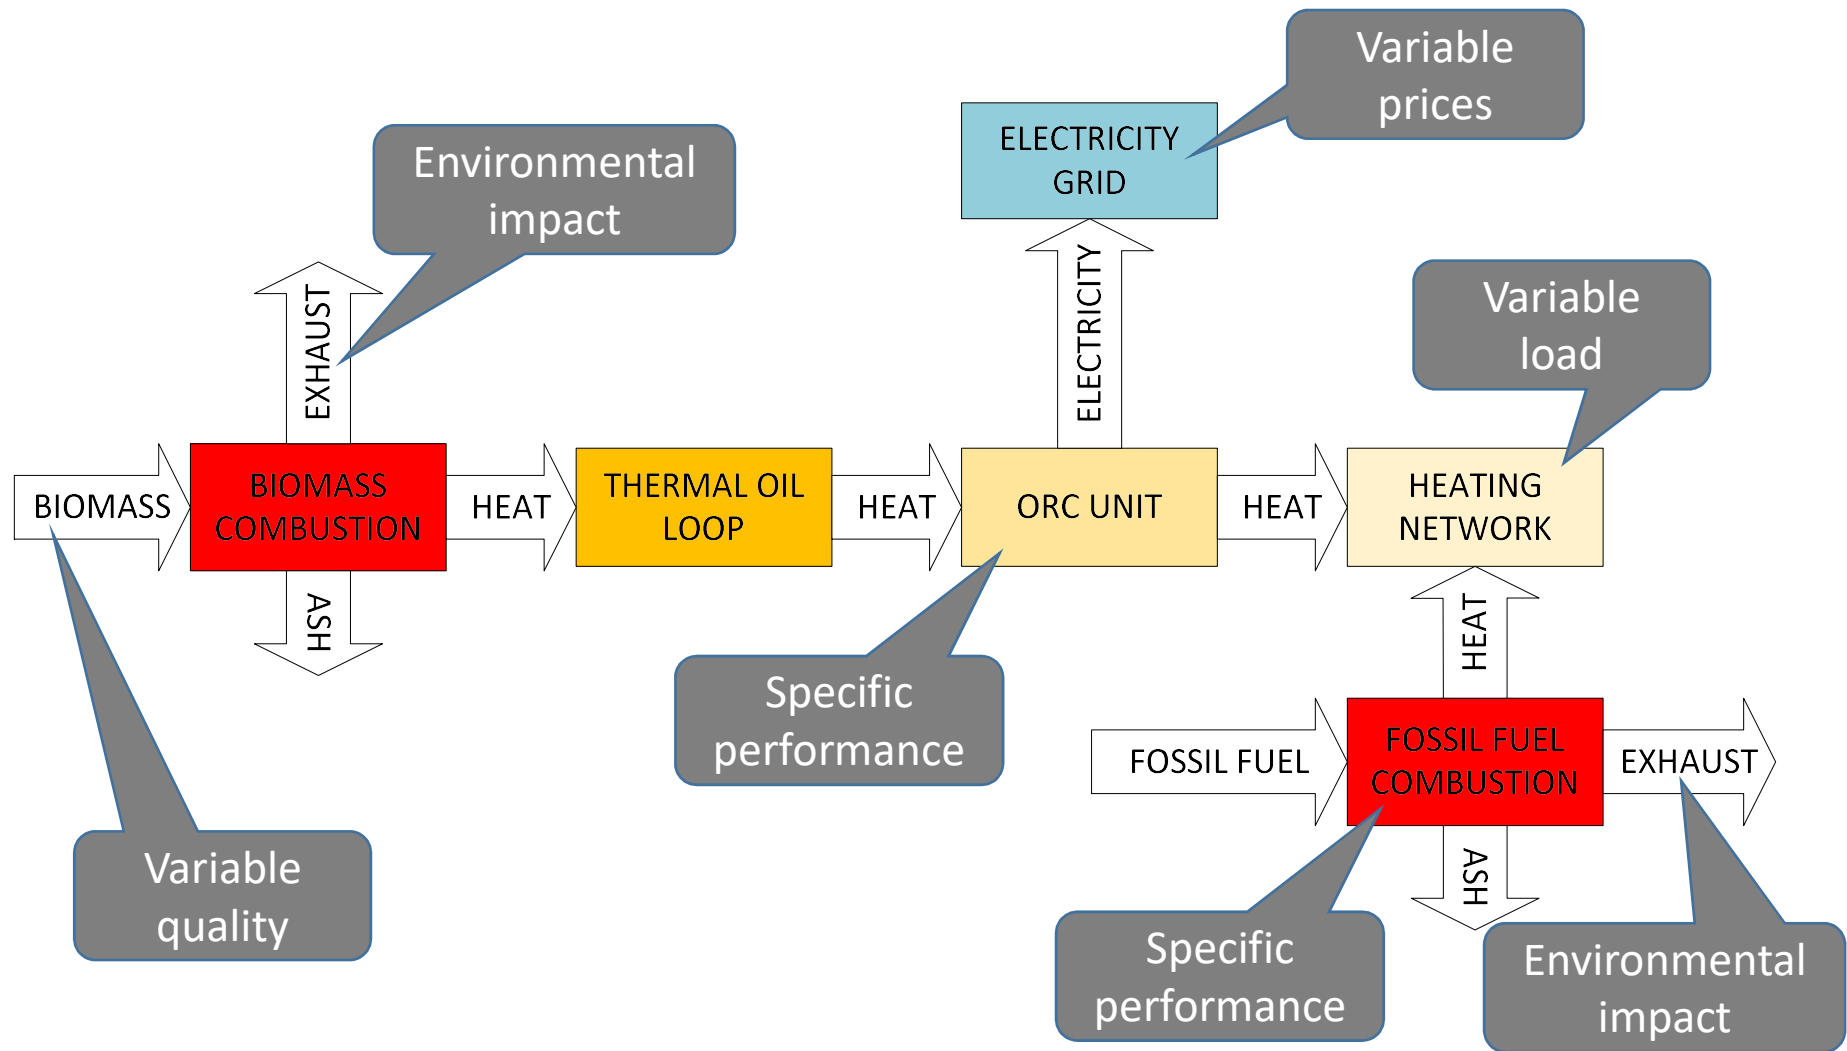 Variable
prices
ELECTRICITY
GRID
Environmental
impact
ELECTRICITY
EXHAUST
Variable
load
BIOMASS
BIOMASS
COMBUSTION
HEAT
THERMAL OIL
LOOP
HEAT
ORC UNIT
HEAT
HEATING
NETWORK
ASH
HEAT
Specific
performance
FOSSIL FUEL
FOSSIL FUEL
COMBUSTION
EXHAUST
Variable
quality
ASH
Specific
performance
Environmental
impact